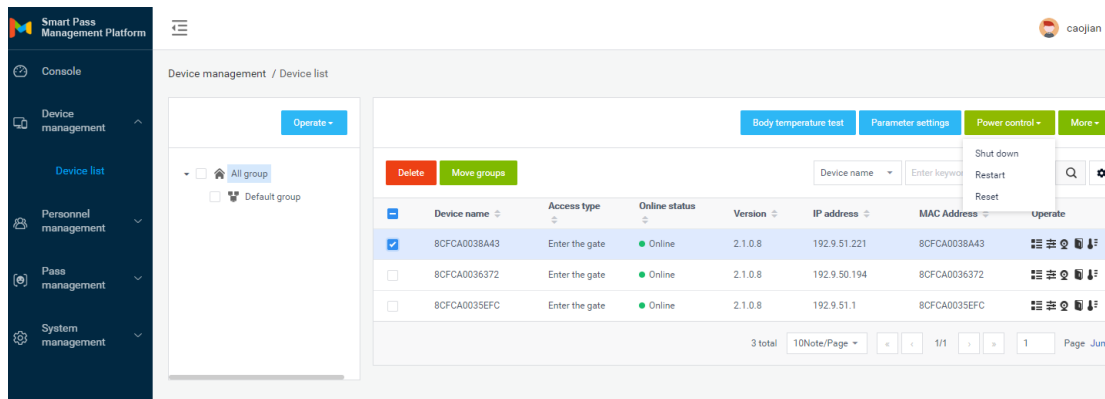 Smart Pass
Management Platform
caojian
Console
Device management / Device list
Device
management
Operate
Body temperature test
Parameter settings
Power control
More
Shut down
Restart
Reset
Device list
All group
Default group
Delete
Move groups
Device name
Enter keywo
Personnel
management
Device name
Access type
Online status
Version
IP address
MAC Address
Operate
8CFCA0038A43
Enter the gate
Online
2.1.0.8
192.9.51.221
8CFCA0038A43
Pass
management
8CFCA0036372
Enter the gate
Online
2.1.0.8
192.9.50.194
8CFCA0036372
8CFCA0035EFC
Enter the gate
Online
2.1.0.8
192.9.51.1
8CFCA0035EFC
System
management
3 total
10Note/Page
«
‹
1/1
›
»
1
Page
Jum